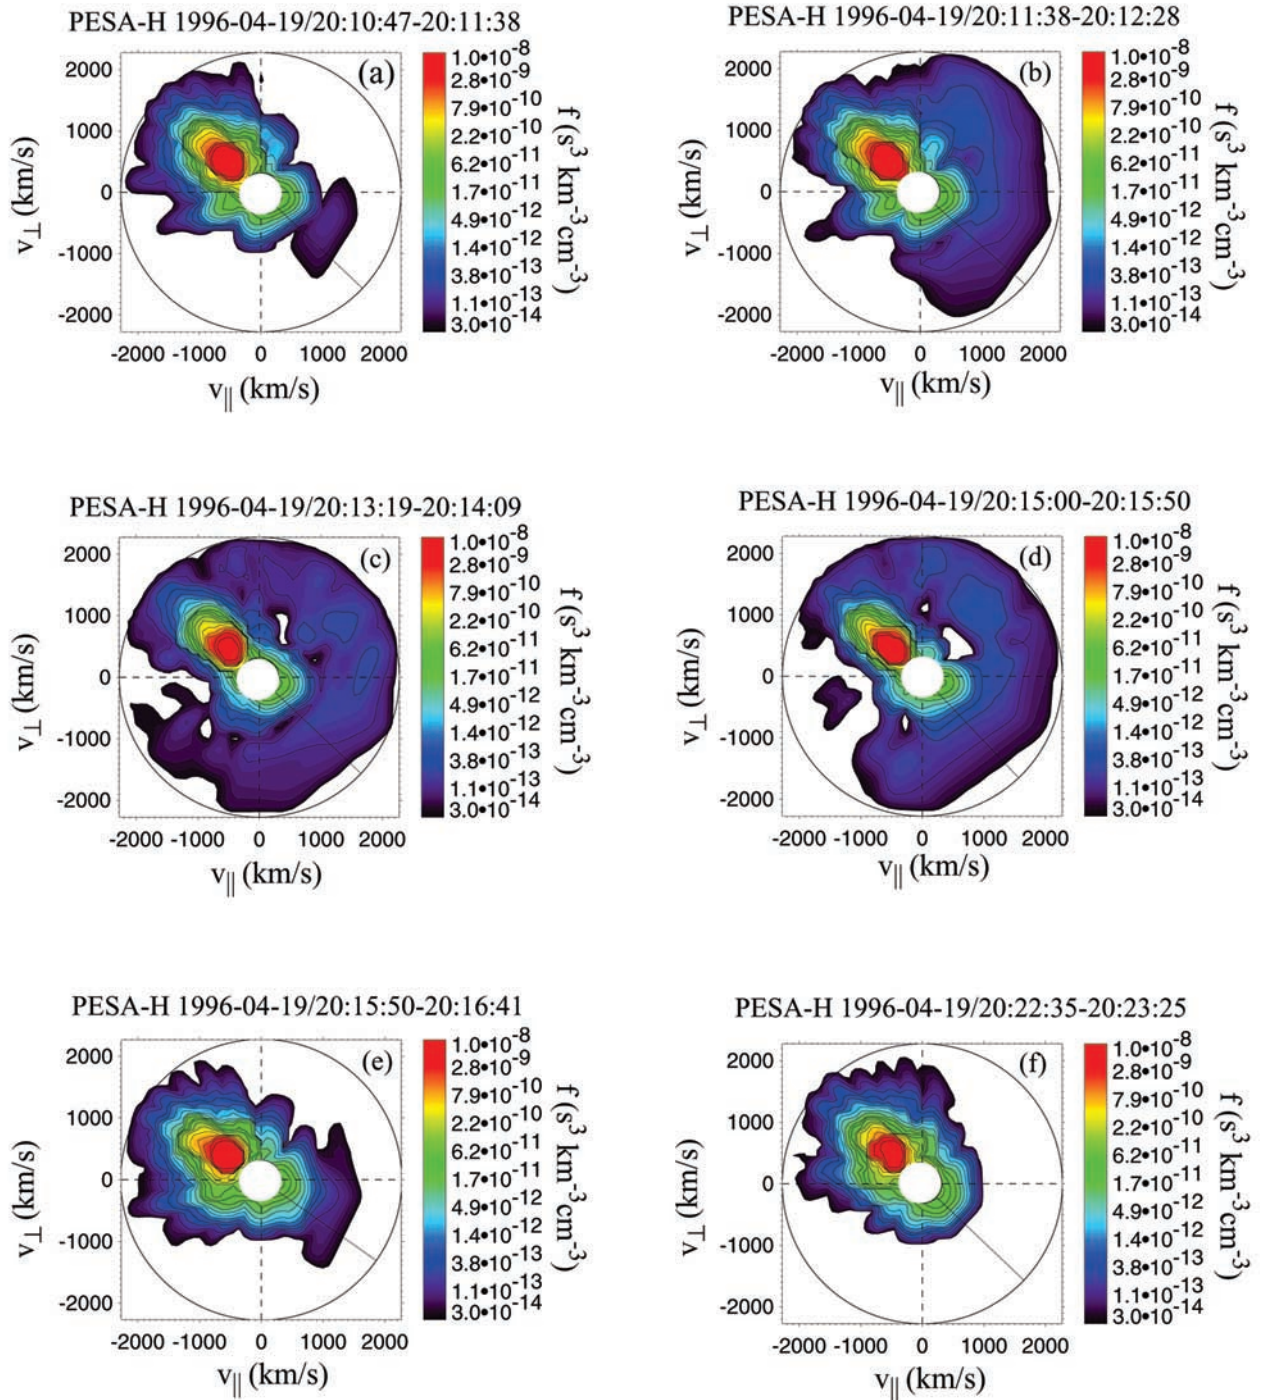 PESA-H 1996-04-19/20:10:47-20:11:38
(a)
2000
1000
0
-1000
-2000
-2000 -1000 0 1000 2000
v⊥ (km/s)
v|| (km/s)
1.0•10⁻⁸
2.8•10⁻⁹
7.9•10⁻¹⁰
2.2•10⁻¹⁰
6.2•10⁻¹¹
1.7•10⁻¹¹
4.9•10⁻¹²
1.4•10⁻¹²
3.8•10⁻¹³
1.1•10⁻¹³
3.0•10⁻¹⁴
f (s³ km⁻³cm⁻³)
PESA-H 1996-04-19/20:11:38-20:12:28
(b)
2000
1000
0
-1000
-2000
-2000 -1000 0 1000 2000
v⊥ (km/s)
v|| (km/s)
1.0•10⁻⁸
2.8•10⁻⁹
7.9•10⁻¹⁰
2.2•10⁻¹⁰
6.2•10⁻¹¹
1.7•10⁻¹¹
4.9•10⁻¹²
1.4•10⁻¹²
3.8•10⁻¹³
1.1•10⁻¹³
3.0•10⁻¹⁴
f (s³ km⁻³cm⁻³)
PESA-H 1996-04-19/20:13:19-20:14:09
(c)
2000
1000
0
-1000
-2000
-2000 -1000 0 1000 2000
v⊥ (km/s)
v|| (km/s)
1.0•10⁻⁸
2.8•10⁻⁹
7.9•10⁻¹⁰
2.2•10⁻¹⁰
6.2•10⁻¹¹
1.7•10⁻¹¹
4.9•10⁻¹²
1.4•10⁻¹²
3.8•10⁻¹³
1.1•10⁻¹³
3.0•10⁻¹⁴
f (s³ km⁻³cm⁻³)
PESA-H 1996-04-19/20:15:00-20:15:50
(d)
2000
1000
0
-1000
-2000
-2000 -1000 0 1000 2000
v⊥ (km/s)
v|| (km/s)
1.0•10⁻⁸
2.8•10⁻⁹
7.9•10⁻¹⁰
2.2•10⁻¹⁰
6.2•10⁻¹¹
1.7•10⁻¹¹
4.9•10⁻¹²
1.4•10⁻¹²
3.8•10⁻¹³
1.1•10⁻¹³
3.0•10⁻¹⁴
f (s³ km⁻³cm⁻³)
PESA-H 1996-04-19/20:15:50-20:16:41
(e)
2000
1000
0
-1000
-2000
-2000 -1000 0 1000 2000
v⊥ (km/s)
v|| (km/s)
1.0•10⁻⁸
2.8•10⁻⁹
7.9•10⁻¹⁰
2.2•10⁻¹⁰
6.2•10⁻¹¹
1.7•10⁻¹¹
4.9•10⁻¹²
1.4•10⁻¹²
3.8•10⁻¹³
1.1•10⁻¹³
3.0•10⁻¹⁴
f (s³ km⁻³cm⁻³)
PESA-H 1996-04-19/20:22:35-20:23:25
(f)
2000
1000
0
-1000
-2000
-2000 -1000 0 1000 2000
v⊥ (km/s)
v|| (km/s)
1.0•10⁻⁸
2.8•10⁻⁹
7.9•10⁻¹⁰
2.2•10⁻¹⁰
6.2•10⁻¹¹
1.7•10⁻¹¹
4.9•10⁻¹²
1.4•10⁻¹²
3.8•10⁻¹³
1.1•10⁻¹³
3.0•10⁻¹⁴
f (s³ km⁻³cm⁻³)